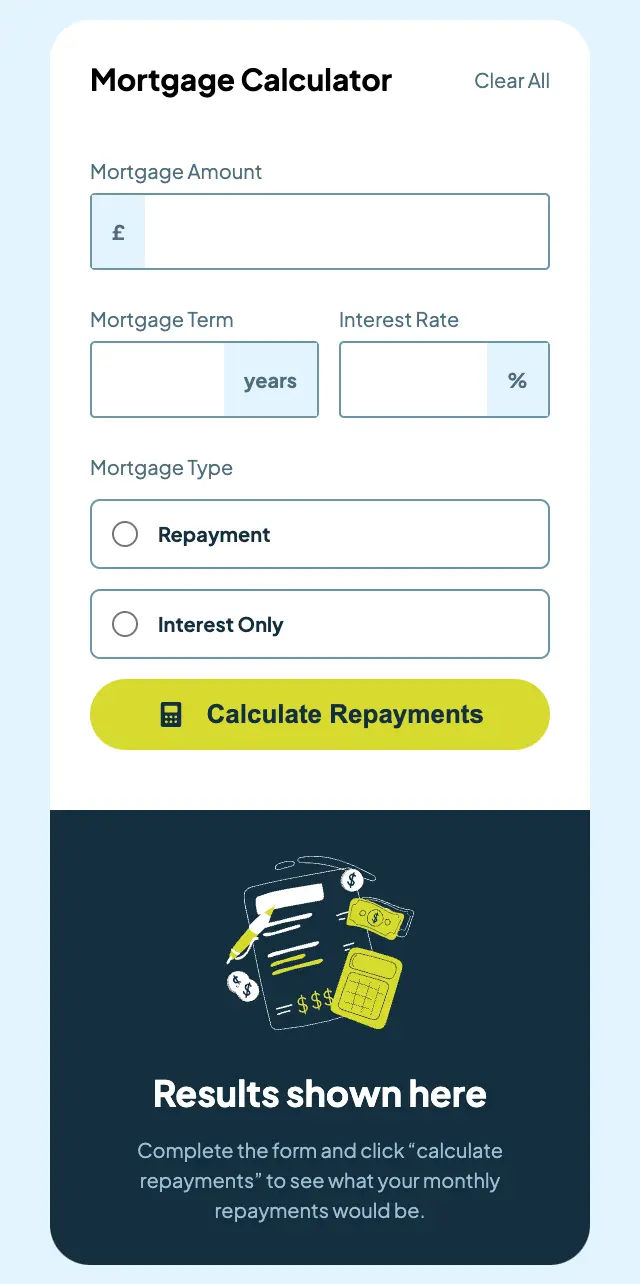 Mortgage Calculator
Clear All
Mortgage Amount
£
Mortgage Term
Interest Rate
years
%
Mortgage Type
Repayment
Interest Only
Calculate Repayments
$
$
$
$
$$$
Results shown here
Complete the form and click “calculate
repayments” to see what your monthly
repayments would be.